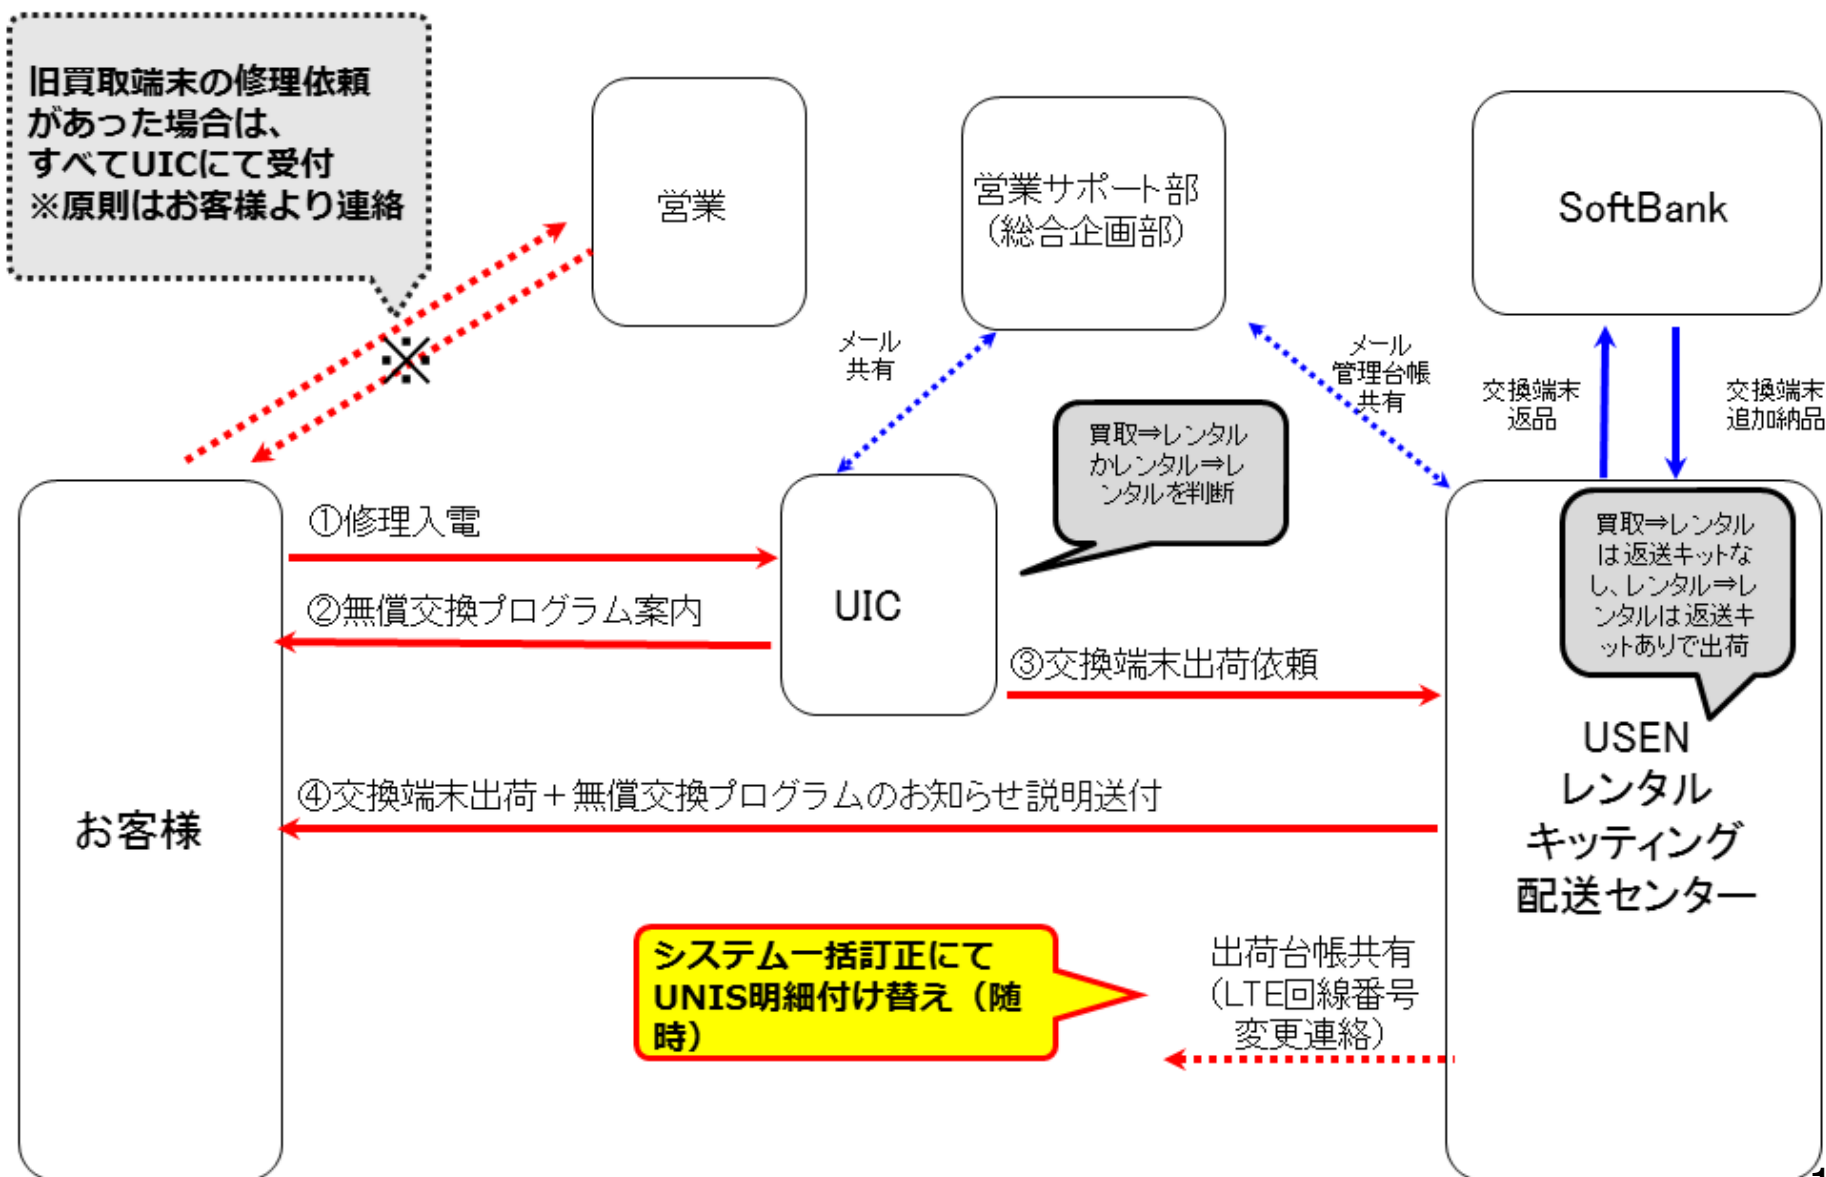 旧買取端末の修理依頼
があった場合は、
すべてUICにて受付
※原則はお客様より連絡
営業
営業サポート部
（総合企画部）
SoftBank
※
メール
共有
メール
管理台帳
共有
交換端末
返品
交換端末
追加納品
買取⇒レンタル
かレンタル⇒レ
ンタルを判断
買取⇒レンタル
は返送キットな
し、レンタル⇒レ
ンタルは返送キ
ットありで出荷
①修理入電
②無償交換プログラム案内
UIC
③交換端末出荷依頼
USEN
レンタル
キッティング
配送センター
④交換端末出荷＋無償交換プログラムのお知らせ説明送付
お客様
システム一括訂正にて
UNIS明細付け替え（随
時）
出荷台帳共有
（LTE回線番号
変更連絡）